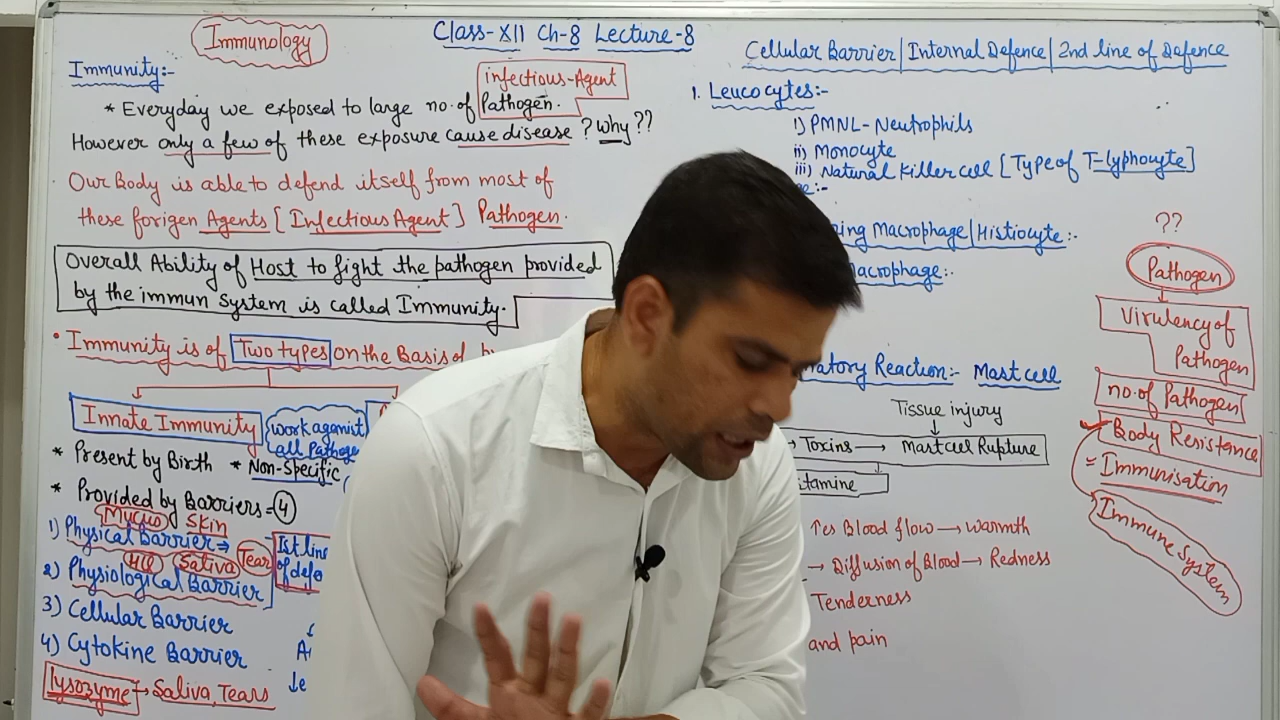 Immunology
Class-XII Ch-8 Lecture-8
Immunity:-
infectious-Agent
* Everyday we exposed to large no. of Pathogen.
However only a few of these exposure cause disease ? why ??
Our Body is able to defend itself from most of
these forigen Agents [Infectious Agent] Pathogen.
Overall Ability of Host to fight the pathogen provided
by the immun system is called Immunity.
• Immunity is of Two types on the Basis of
Innate Immunity
work against
all Pathoge
* Present by Birth * Non-Specific
* Provided by Barriers = 4
Mucus Skin
1) Physical Barrier ⇒
HCl Saliva Tear
2) Physiological Barrier
Ist line
of defe
3) Cellular Barrier
4) Cytokine Barrier
lysozyme → Saliva, Tears
Cellular Barrier | Internal Defence | 2nd line of Defence
1. Leucocytes:-
i) PMNL - Neutrophils
ii) Monocyte
iii) Natural Killer cell [Type of T-lyphocyte]
ring Macrophage | Histiocyte:-
acrophage:-
matory Reaction:- Mast cell
Tissue injury
↓
→ Toxins → Mast cell Rupture
tamine
↑es Blood flow → warmth
→ Diffusion of Blood → Redness
Tenderness
and pain
??
Pathogen
Virulency of
Pathogen
no. of Pathogen
Body Resistance
= Immunisation
Immune System